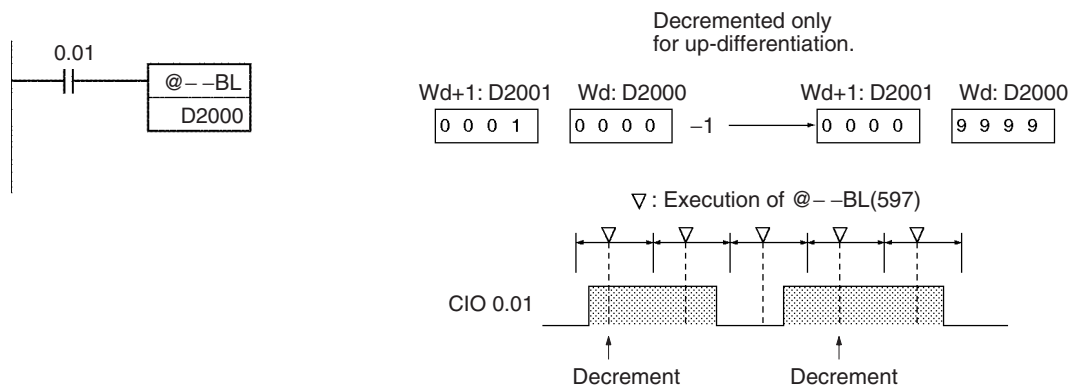 0.01
@− −BL
D2000
Decremented only
for up-differentiation.
Wd+1: D2001 Wd: D2000 Wd+1: D2001 Wd: D2000
0 0 0 1 0 0 0 0 −1 0 0 0 0 9 9 9 9
: Execution of @− −BL(597)
CIO 0.01
Decrement Decrement